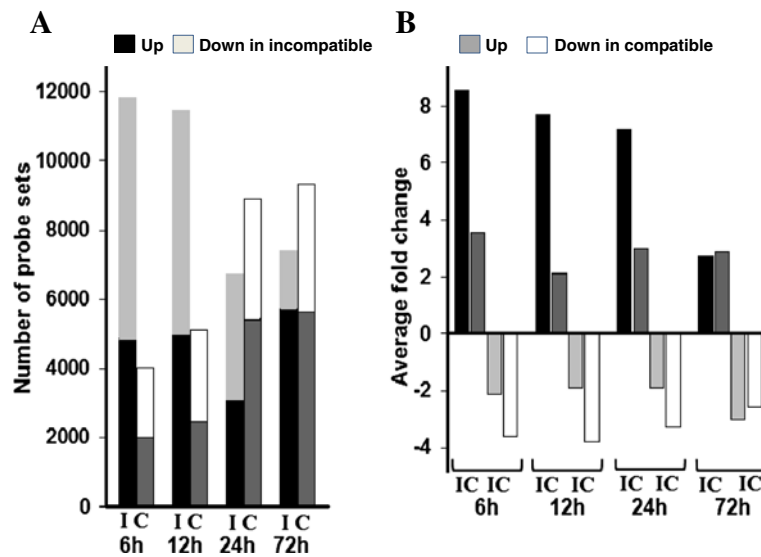 A
Up Down in incompatible
Number of probe sets
12000
10000
8000
6000
4000
2000
0
I C I C I C I C
6h 12h 24h 72h
B
Up Down in compatible
Average fold change
8
6
4
2
0
-2
-4
IC IC IC IC IC IC IC IC
6h 12h 24h 72h